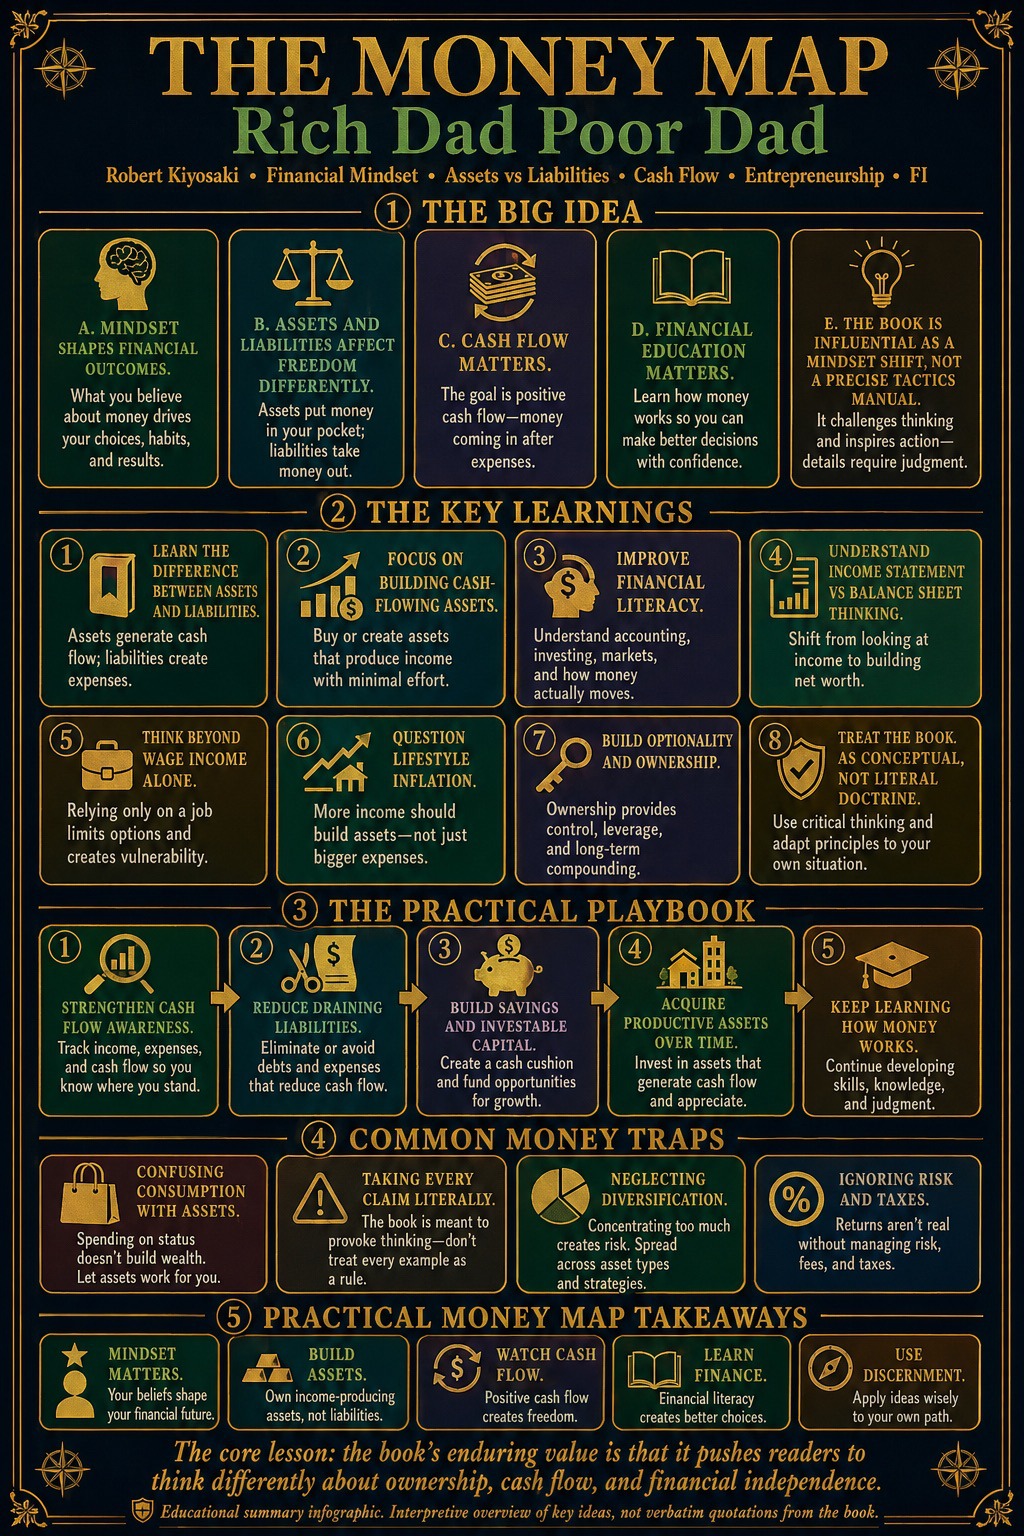 THE MONEY MAP
Rich Dad Poor Dad
Robert Kiyosaki • Financial Mindset • Assets vs Liabilities • Cash Flow • Entrepreneurship • FI
1 THE BIG IDEA
A. MINDSET
SHAPES FINANCIAL
OUTCOMES.
What you believe
about money drives
your choices, habits,
and results.
B. ASSETS AND
LIABILITIES AFFECT
FREEDOM
DIFFERENTLY.
Assets put money
in your pocket;
liabilities take
money out.
C. CASH FLOW
MATTERS.
The goal is positive
cash flow—money
coming in after
expenses.
D. FINANCIAL
EDUCATION
MATTERS.
Learn how money
works so you can
make better decisions
with confidence.
E. THE BOOK IS
INFLUENTIAL AS A
MINDSET SHIFT, NOT
A PRECISE TACTICS
MANUAL.
It challenges thinking
and inspires action—
details require judgment.
2 THE KEY LEARNINGS
1
LEARN THE
DIFFERENCE
BETWEEN ASSETS
AND LIABILITIES.
Assets generate cash
flow; liabilities create
expenses.
2
$
FOCUS ON
BUILDING CASH-
FLOWING ASSETS.
Buy or create assets
that produce income
with minimal effort.
3
$
IMPROVE
FINANCIAL
LITERACY.
Understand accounting,
investing, markets,
and how money
actually moves.
4
UNDERSTAND
INCOME STATEMENT
VS BALANCE SHEET
THINKING.
Shift from looking at
income to building
net worth.
5
THINK BEYOND
WAGE INCOME
ALONE.
Relying only on a job
limits options and
creates vulnerability.
6
QUESTION
LIFESTYLE
INFLATION.
More income should
build assets—not just
bigger expenses.
7
BUILD OPTIONALITY
AND OWNERSHIP.
Ownership provides
control, leverage,
and long-term
compounding.
8
TREAT THE BOOK
AS CONCEPTUAL,
NOT LITERAL
DOCTRINE.
Use critical thinking and
adapt principles to your
own situation.
3 THE PRACTICAL PLAYBOOK
1
STRENGTHEN CASH
FLOW AWARENESS.
Track income, expenses,
and cash flow so you
know where you stand.
2
$
REDUCE DRAINING
LIABILITIES.
Eliminate or avoid
debts and expenses
that reduce cash flow.
3
$
BUILD SAVINGS
AND INVESTABLE
CAPITAL.
Create a cash cushion
and fund opportunities
for growth.
4
ACQUIRE
PRODUCTIVE ASSETS
OVER TIME.
Invest in assets that
generate cash flow
and appreciate.
5
KEEP LEARNING
HOW MONEY
WORKS.
Continue developing
skills, knowledge,
and judgment.
4 COMMON MONEY TRAPS
CONFUSING
CONSUMPTION
WITH ASSETS.
Spending on status
doesn't build wealth.
Let assets work for you.
!
TAKING EVERY
CLAIM LITERALLY.
The book is meant to
provoke thinking—don't
treat every example as
a rule.
NEGLECTING
DIVERSIFICATION.
Concentrating too much
creates risk. Spread
across asset types
and strategies.
%
IGNORING RISK
AND TAXES.
Returns aren't real
without managing risk,
fees, and taxes.
5 PRACTICAL MONEY MAP TAKEAWAYS
MINDSET
MATTERS.
Your beliefs shape
your financial future.
BUILD
ASSETS.
Own income-producing
assets, not liabilities.
$
WATCH CASH
FLOW.
Positive cash flow
creates freedom.
LEARN
FINANCE.
Financial literacy
creates better choices.
USE
DISCERNMENT.
Apply ideas wisely
to your own path.
The core lesson: the book's enduring value is that it pushes readers to
think differently about ownership, cash flow, and financial independence.
Educational summary infographic. Interpretive overview of key ideas, not verbatim quotations from the book.